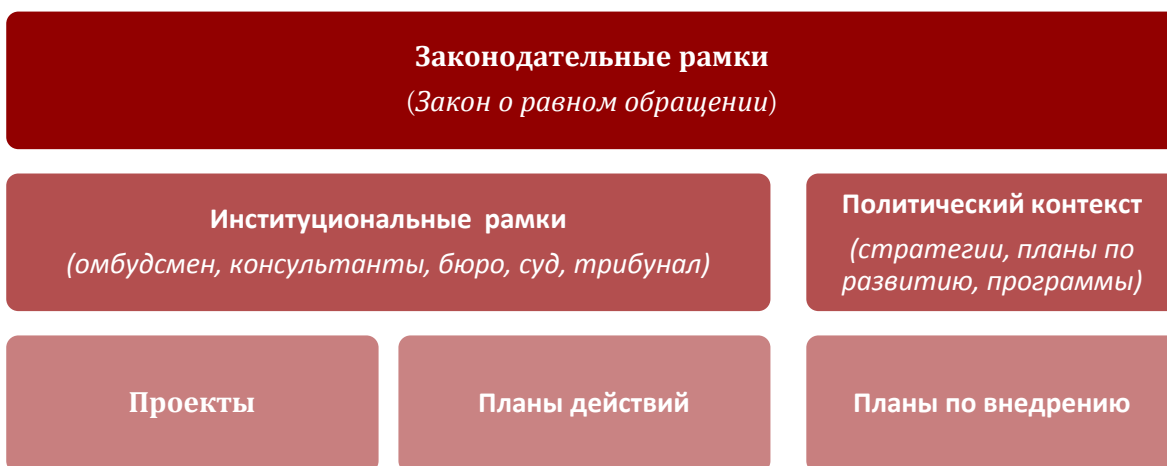 Законодательные рамки
(Закон о равном обращении)
Институциональные рамки
(омбудсмен, консультанты, бюро, суд, трибунал)
Политический контекст
(стратегии, планы по
развитию, программы)
Проекты
Планы действий
Планы по внедрению